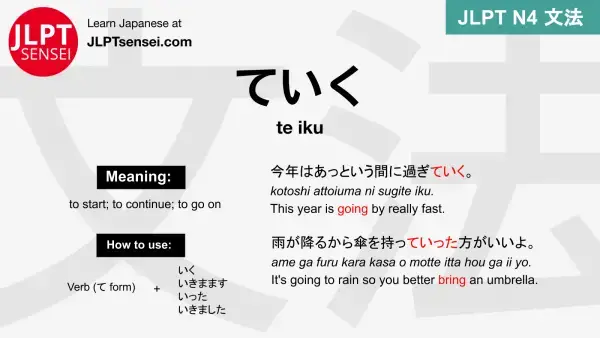 JLPT
SENSEI
Learn Japanese at
JLPTsensei.com
JLPT N4 文法
ていく
te iku
Meaning:
to start; to continue; to go on
How to use:
Verb (て form) +
いく
いきまます
いった
いきました
今年はあっという間に過ぎていく。
kotoshi attoiuma ni sugite iku.
This year is going by really fast.
雨が降るから傘を持っていった方がいいよ。
ame ga furu kara kasa o motte itta hou ga ii yo.
It's going to rain so you better bring an umbrella.
文法